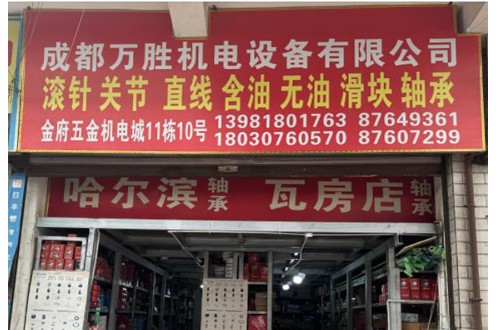 成都万胜机电设备有限公司
滚针 关节 直线 含油 无油 滑块 轴承
金府五金机电城11栋10号
13981801763 87649361
18030760570 87607299
哈尔滨轴承 瓦房店轴承